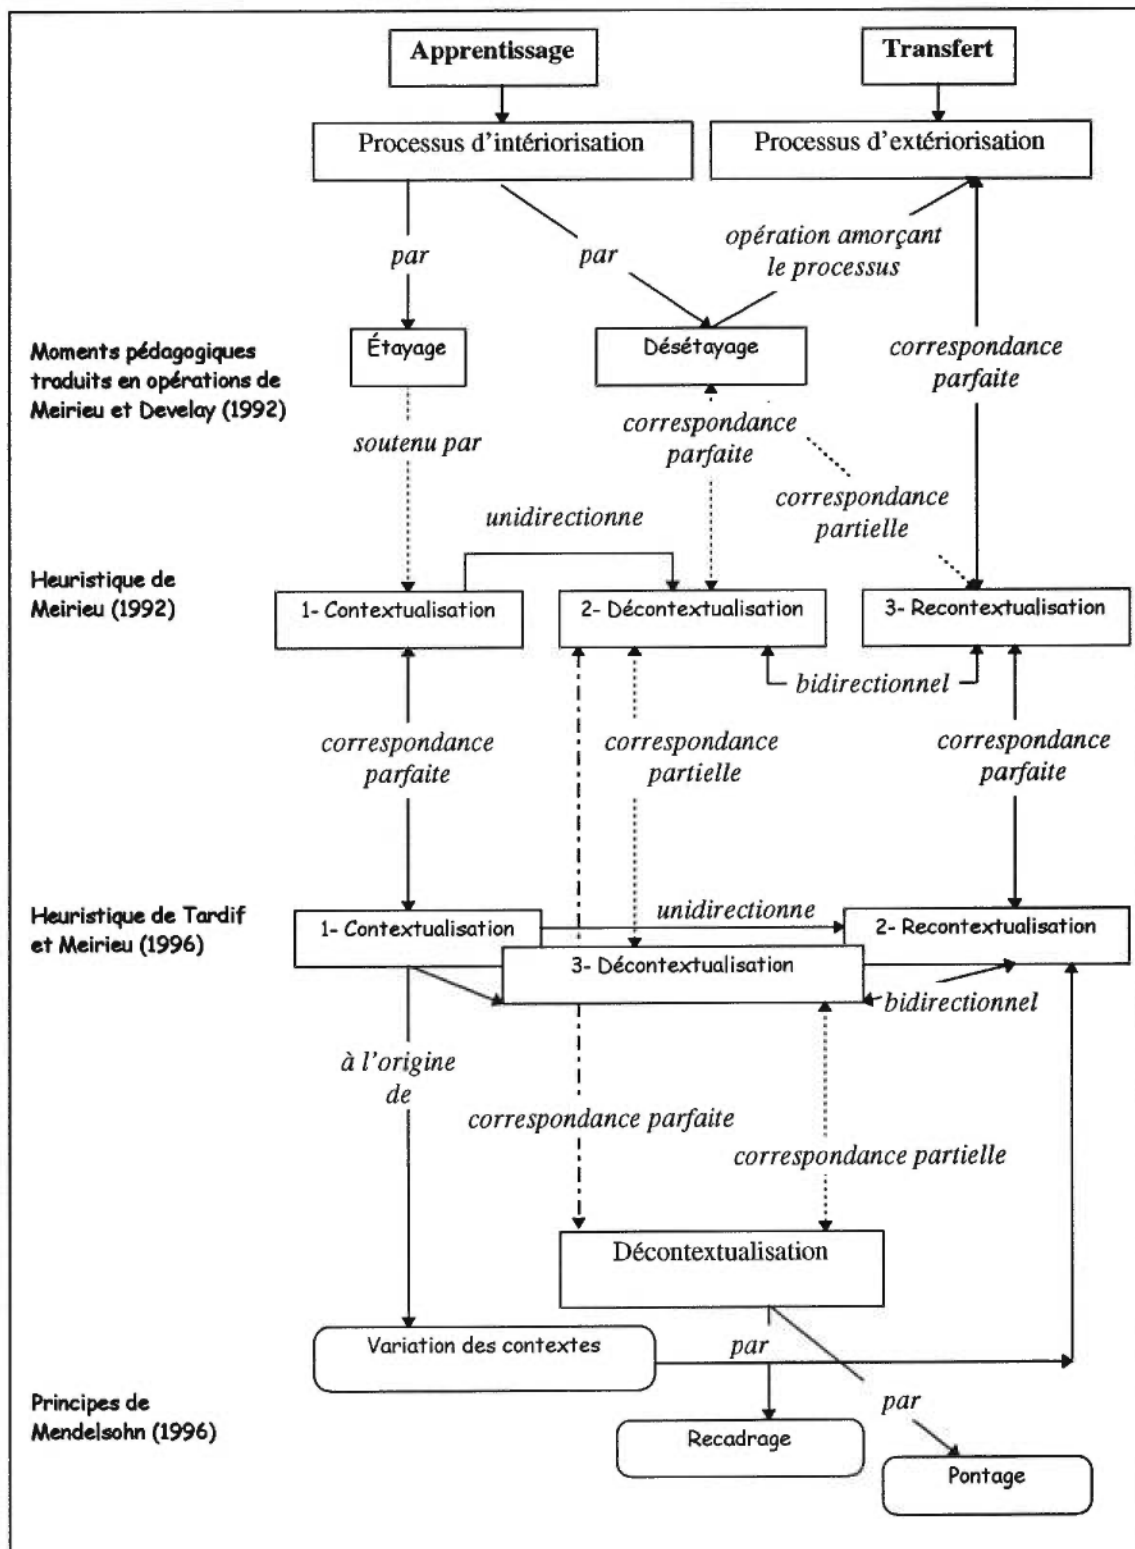 Apprentissage
Transfert
Processus d'intériorisation
Processus d'extériorisation
par
par
opération amorçant
le processus
Moments pédagogiques
traduits en opérations de
Meirieu et Develay (1992)
Étayage
Désétayage
correspondance
parfaite
soutenu par
correspondance
parfaite
correspondance
partielle
unidirectionne
Heuristique de
Meirieu (1992)
1- Contextualisation
2- Décontextualisation
3- Recontextualisation
bidirectionnel
correspondance
parfaite
correspondance
partielle
correspondance
parfaite
Heuristique de Tardif
et Meirieu (1996)
1- Contextualisation
unidirectionne
2- Recontextualisation
3- Décontextualisation
bidirectionnel
à l'origine
de
correspondance parfaite
correspondance partielle
Décontextualisation
Variation des contextes
par
Principes de
Mendelsohn (1996)
par
Recadrage
Pontage